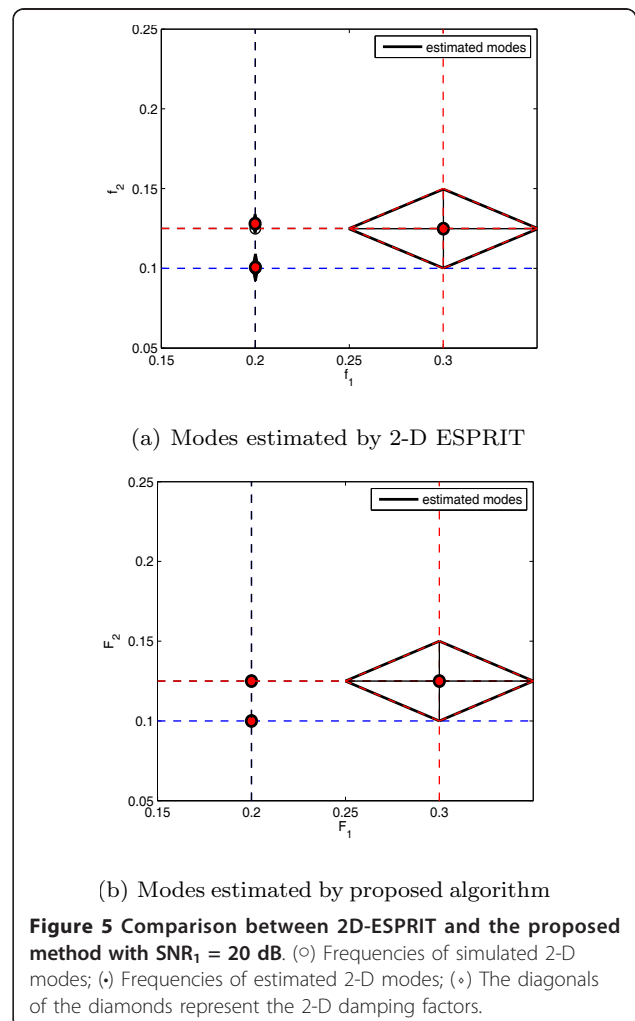 estimated modes
0.25
0.2
f₂
0.15
0.1
0.05
0.15 0.2 0.25 0.3
f₁
(a) Modes estimated by 2-D ESPRIT
estimated modes
0.25
0.2
F₂
0.15
0.1
0.05
0.15 0.2 0.25 0.3
F₁
(b) Modes estimated by proposed algorithm
Figure 5 Comparison between 2D-ESPRIT and the proposed
method with SNR₁ = 20 dB. (○) Frequencies of simulated 2-D
modes; (•) Frequencies of estimated 2-D modes; (⋄) The diagonals
of the diamonds represent the 2-D damping factors.